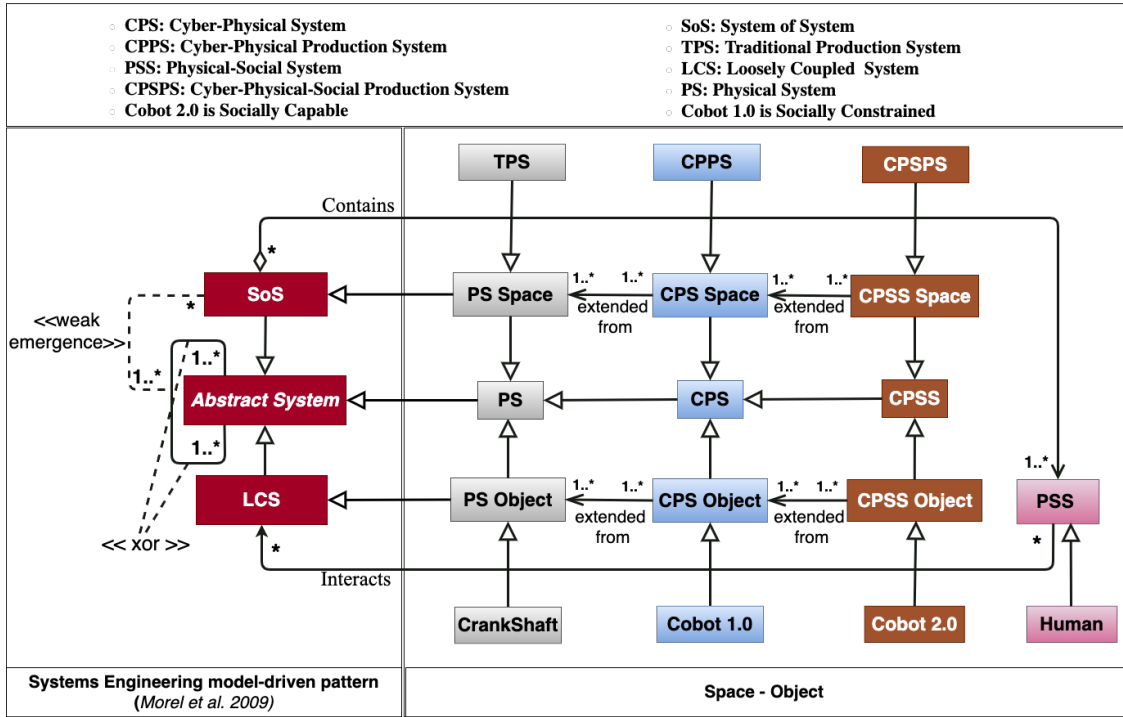 CPS: Cyber-Physical System
CPPS: Cyber-Physical Production System
PSS: Physical-Social System
CPSPS: Cyber-Physical-Social Production System
Cobot 2.0 is Socially Capable
SoS: System of System
TPS: Traditional Production System
LCS: Loosely Coupled System
PS: Physical System
Cobot 1.0 is Socially Constrained
TPS
CPPS
CPSPS
Contains
*
SoS
*
<<weak
emergence>>
1..*
1..*
Abstract System
1..*
LCS
<< xor >>
*
Interacts
PS Space
1..*
1..*
extended
from
CPS Space
1..*
1..*
extended
from
CPSS Space
PS
CPS
CPSS
PS Object
1..*
1..*
extended
from
CPS Object
1..*
1..*
extended
from
CPSS Object
1..*
PSS
*
CrankShaft
Cobot 1.0
Cobot 2.0
Human
Systems Engineering model-driven pattern
(Morel et al. 2009)
Space - Object